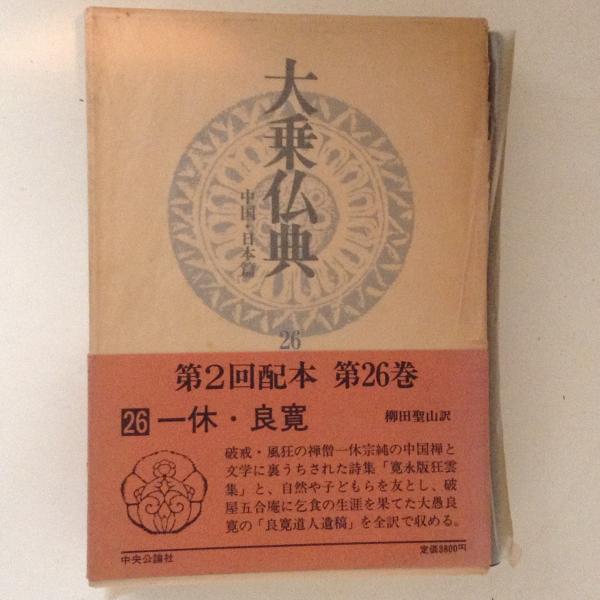 大乗仏典
中国・日本篇
26
第2回配本 第26巻
26 一休・良寛
柳田聖山訳
破戒・風狂の禅僧一休宗純の中国禅と
文学に裏うちされた詩集「寛永版狂雲
集」と、自然や子どもらを友とし、破
屋五合庵に乞食の生涯を果てた大愚良
寛の「良寛道人遺稿」を全訳で収める。
中央公論社
定価3800円